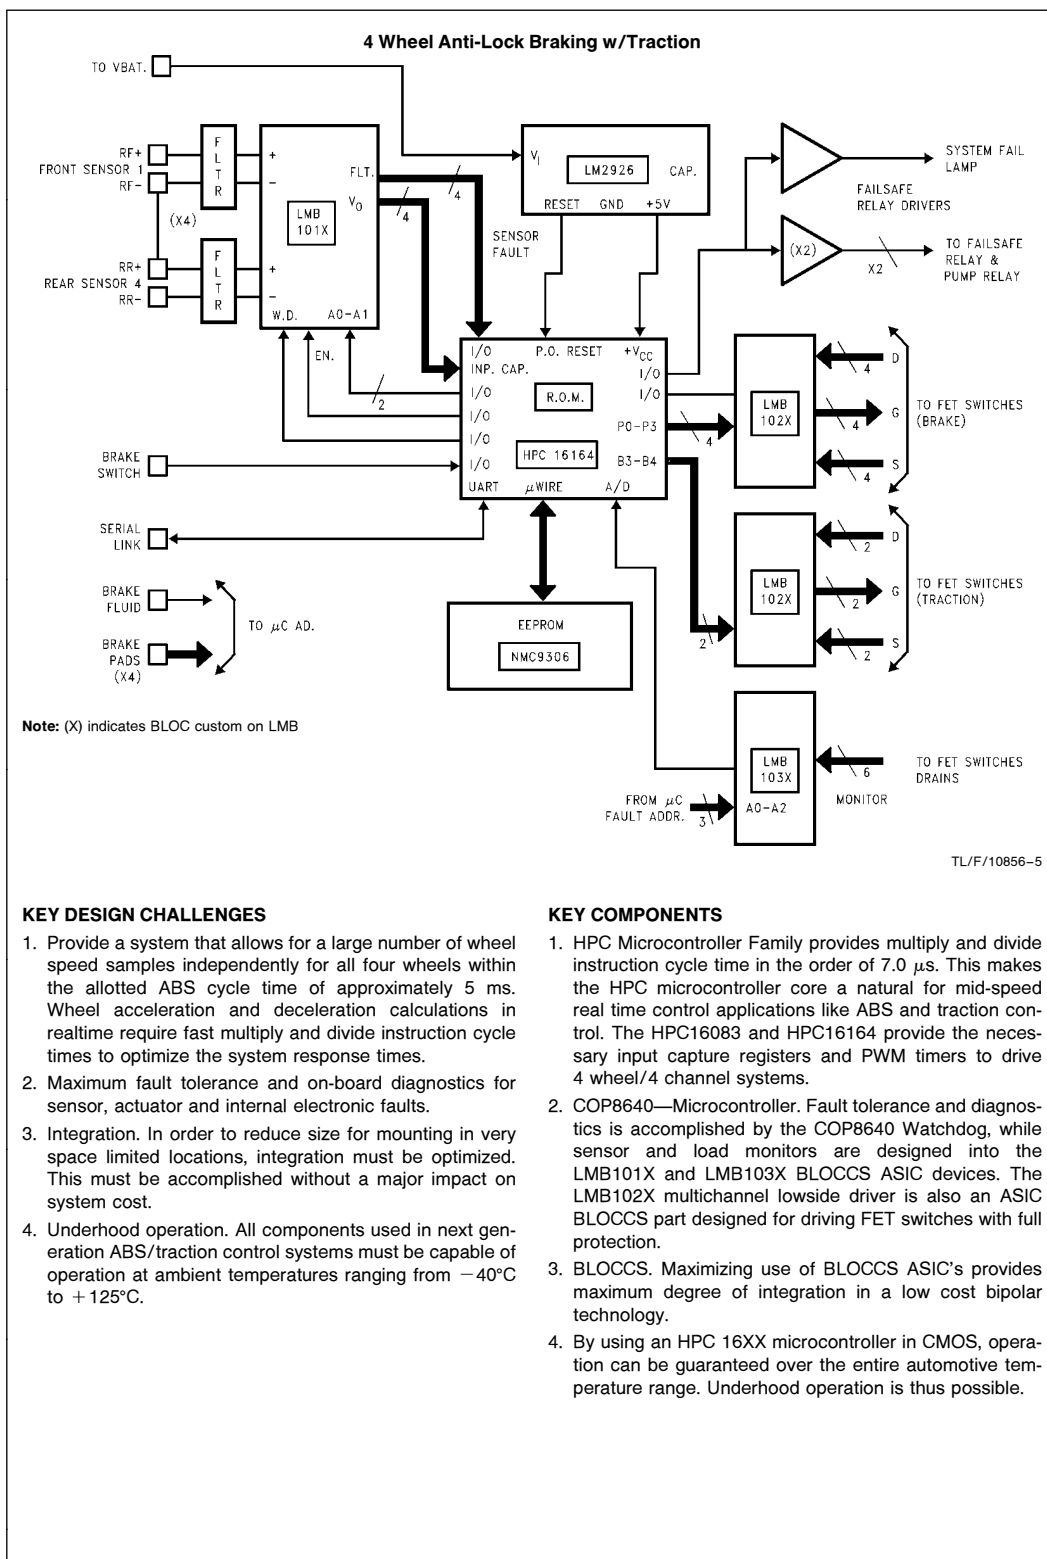 4 Wheel Anti-Lock Braking w/Traction
TO VBAT.
RF+
FRONT SENSOR 1
RF-
(X4)
RR+
REAR SENSOR 4
RR-
FLTR
FLTR
+
-
+
-
LMB
101X
FLT.
VO
W.D.
A0-A1
4
4
SENSOR
FAULT
VI
LM2926
CAP.
RESET GND +5V
SYSTEM FAIL
LAMP
FAILSAFE
RELAY DRIVERS
(X2)
X2
TO FAILSAFE
RELAY &
PUMP RELAY
EN.
2
I/O
P.O. RESET
+VCC
INP. CAP.
I/O
I/O
R.O.M.
I/O
I/O
I/O
P0-P3
HPC 16164
I/O
B3-B4
UART
μWIRE
A/D
4
2
LMB
102X
4
D
4
G
4
S
TO FET SWITCHES
(BRAKE)
BRAKE
SWITCH
SERIAL
LINK
LMB
102X
2
D
2
G
2
S
TO FET SWITCHES
(TRACTION)
BRAKE
FLUID
TO μC AD.
BRAKE
PADS
(X4)
EEPROM
NMC9306
LMB
103X
A0-A2
6
MONITOR
TO FET SWITCHES
DRAINS
FROM μC
FAULT ADDR.
3
Note: (X) indicates BLOC custom on LMB
TL/F/10856–5
KEY DESIGN CHALLENGES
1. Provide a system that allows for a large number of wheel
speed samples independently for all four wheels within
the allotted ABS cycle time of approximately 5 ms.
Wheel acceleration and deceleration calculations in
realtime require fast multiply and divide instruction cycle
times to optimize the system response times.
2. Maximum fault tolerance and on-board diagnostics for
sensor, actuator and internal electronic faults.
3. Integration. In order to reduce size for mounting in very
space limited locations, integration must be optimized.
This must be accomplished without a major impact on
system cost.
4. Underhood operation. All components used in next gen-
eration ABS/traction control systems must be capable of
operation at ambient temperatures ranging from −40°C
to +125°C.
KEY COMPONENTS
1. HPC Microcontroller Family provides multiply and divide
instruction cycle time in the order of 7.0 μs. This makes
the HPC microcontroller core a natural for mid-speed
real time control applications like ABS and traction con-
trol. The HPC16083 and HPC16164 provide the neces-
sary input capture registers and PWM timers to drive
4 wheel/4 channel systems.
2. COP8640—Microcontroller. Fault tolerance and diagnos-
tics is accomplished by the COP8640 Watchdog, while
sensor and load monitors are designed into the
LMB101X and LMB103X BLOCCS ASIC devices. The
LMB102X multichannel lowside driver is also an ASIC
BLOCCS part designed for driving FET switches with full
protection.
3. BLOCCS. Maximizing use of BLOCCS ASIC's provides
maximum degree of integration in a low cost bipolar
technology.
4. By using an HPC 16XX microcontroller in CMOS, opera-
tion can be guaranteed over the entire automotive tem-
perature range. Underhood operation is thus possible.